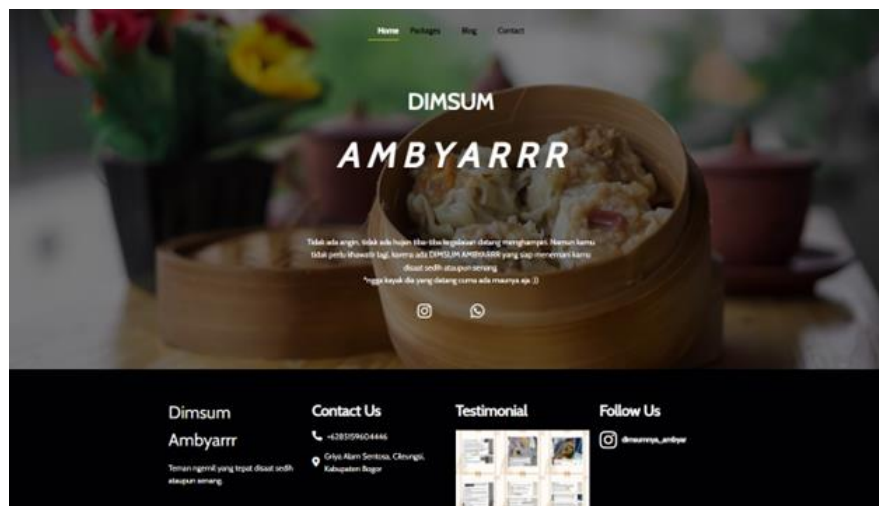 Home Packages Blog Contact
DIMSUM
AMBYARRR
Tidak ada angin, tidak ada hujan tiba-tiba kegalauan datang menghampiri. Namun kamu
tidak perlu khawatir lagi, karena ada DIMSUM AMBYARRR yang siap menemani kamu
disaat sedih ataupun senang.
*ngga kayak dia yang datang cuma ada maunya aja :))
Dimsum
Ambyarrr
Teman ngemil yang tepat disaat sedih
ataupun senang.
Contact Us
+6285159604446
Griya Alam Sentosa, Cileungsi,
Kabupaten Bogor
Testimonial
Follow Us
dimsumnya_ambyar